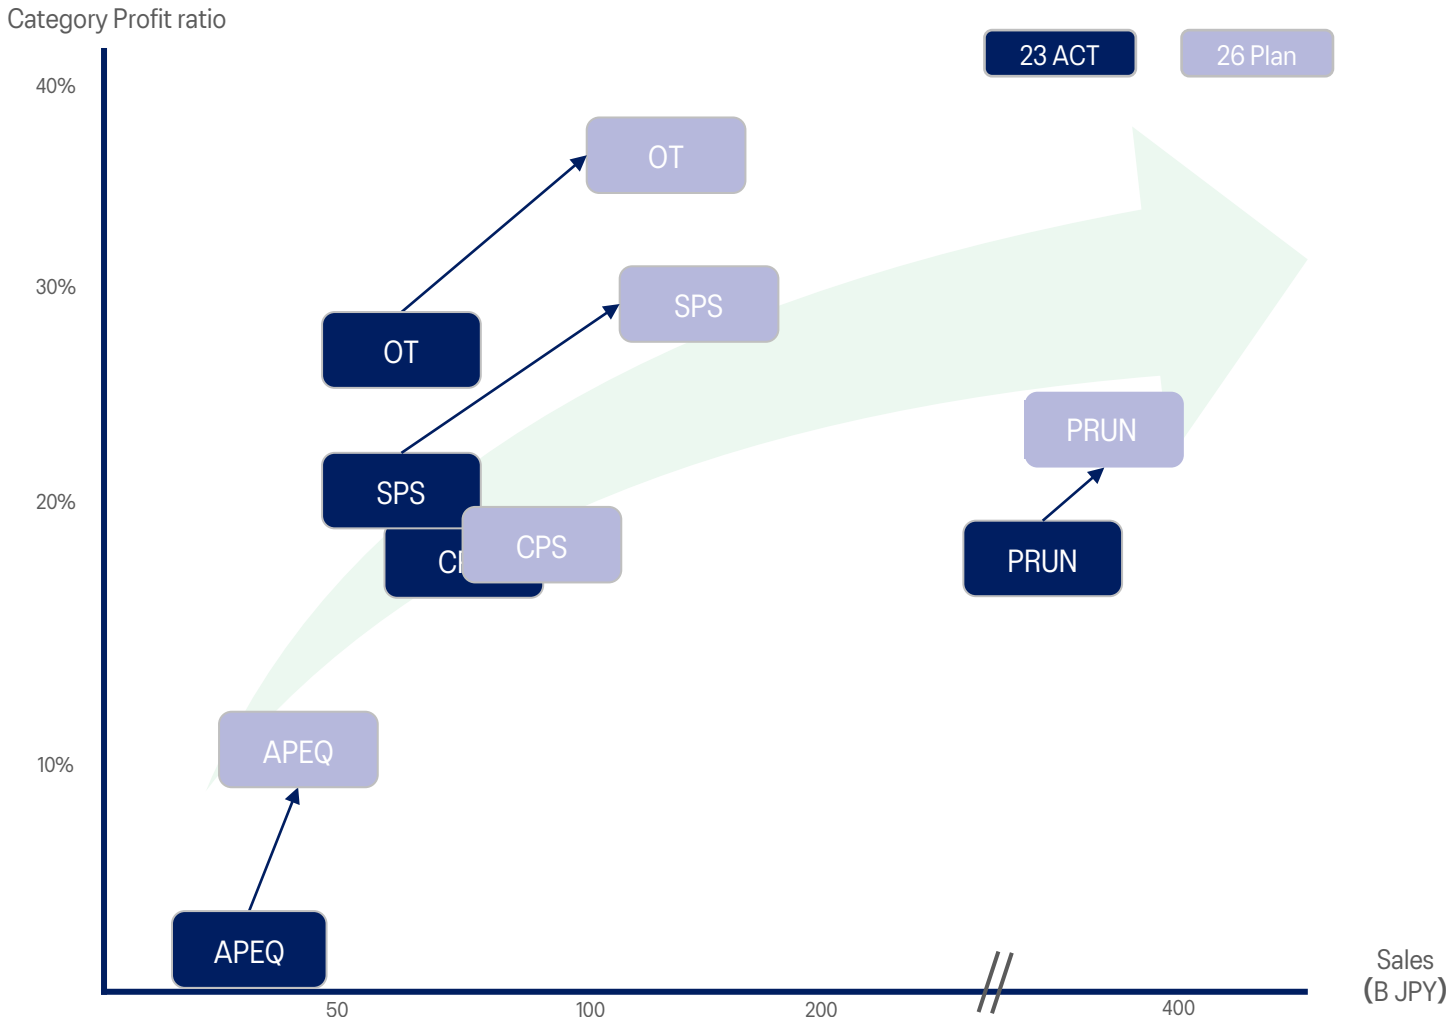 Category Profit ratio
23 ACT
26 Plan
40%
OT
30%
SPS
OT
PRUN
20%
SPS
CPS
PRUN
10%
APEQ
APEQ
50
100
200
400
Sales
(B JPY)